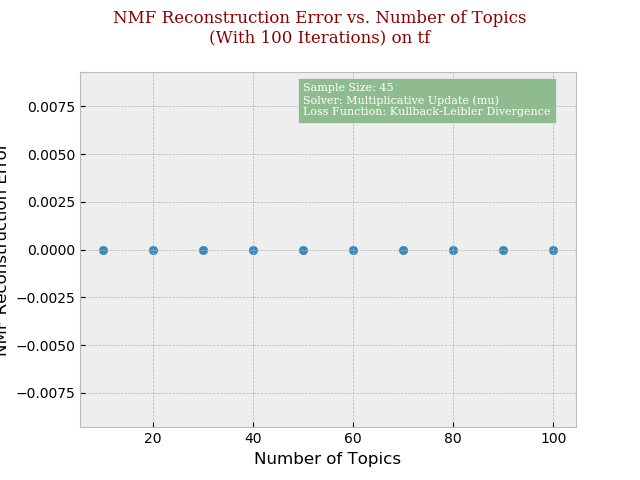 NMF Reconstruction Error vs. Number of Topics
(With 100 Iterations) on tf
Sample Size: 45
Solver: Multiplicative Update (mu)
Loss Function: Kullback-Leibler Divergence
NMF Reconstruction Error
0.0075
0.0050
0.0025
0.0000
−0.0025
−0.0050
−0.0075
20 40 60 80 100
Number of Topics